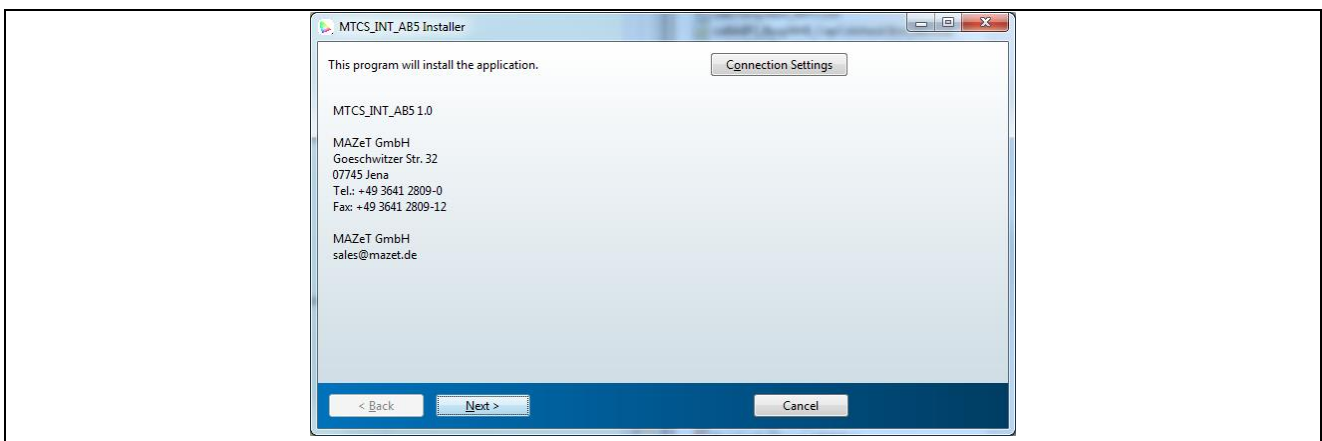 MTCS_INT_AB5 Installer
This program will install the application.
Connection Settings
MTCS_INT_AB5 1.0
MAZeT GmbH
Goeschwitzer Str. 32
07745 Jena
Tel.: +49 3641 2809-0
Fax: +49 3641 2809-12
MAZeT GmbH
sales@mazet.de
< Back
Next >
Cancel